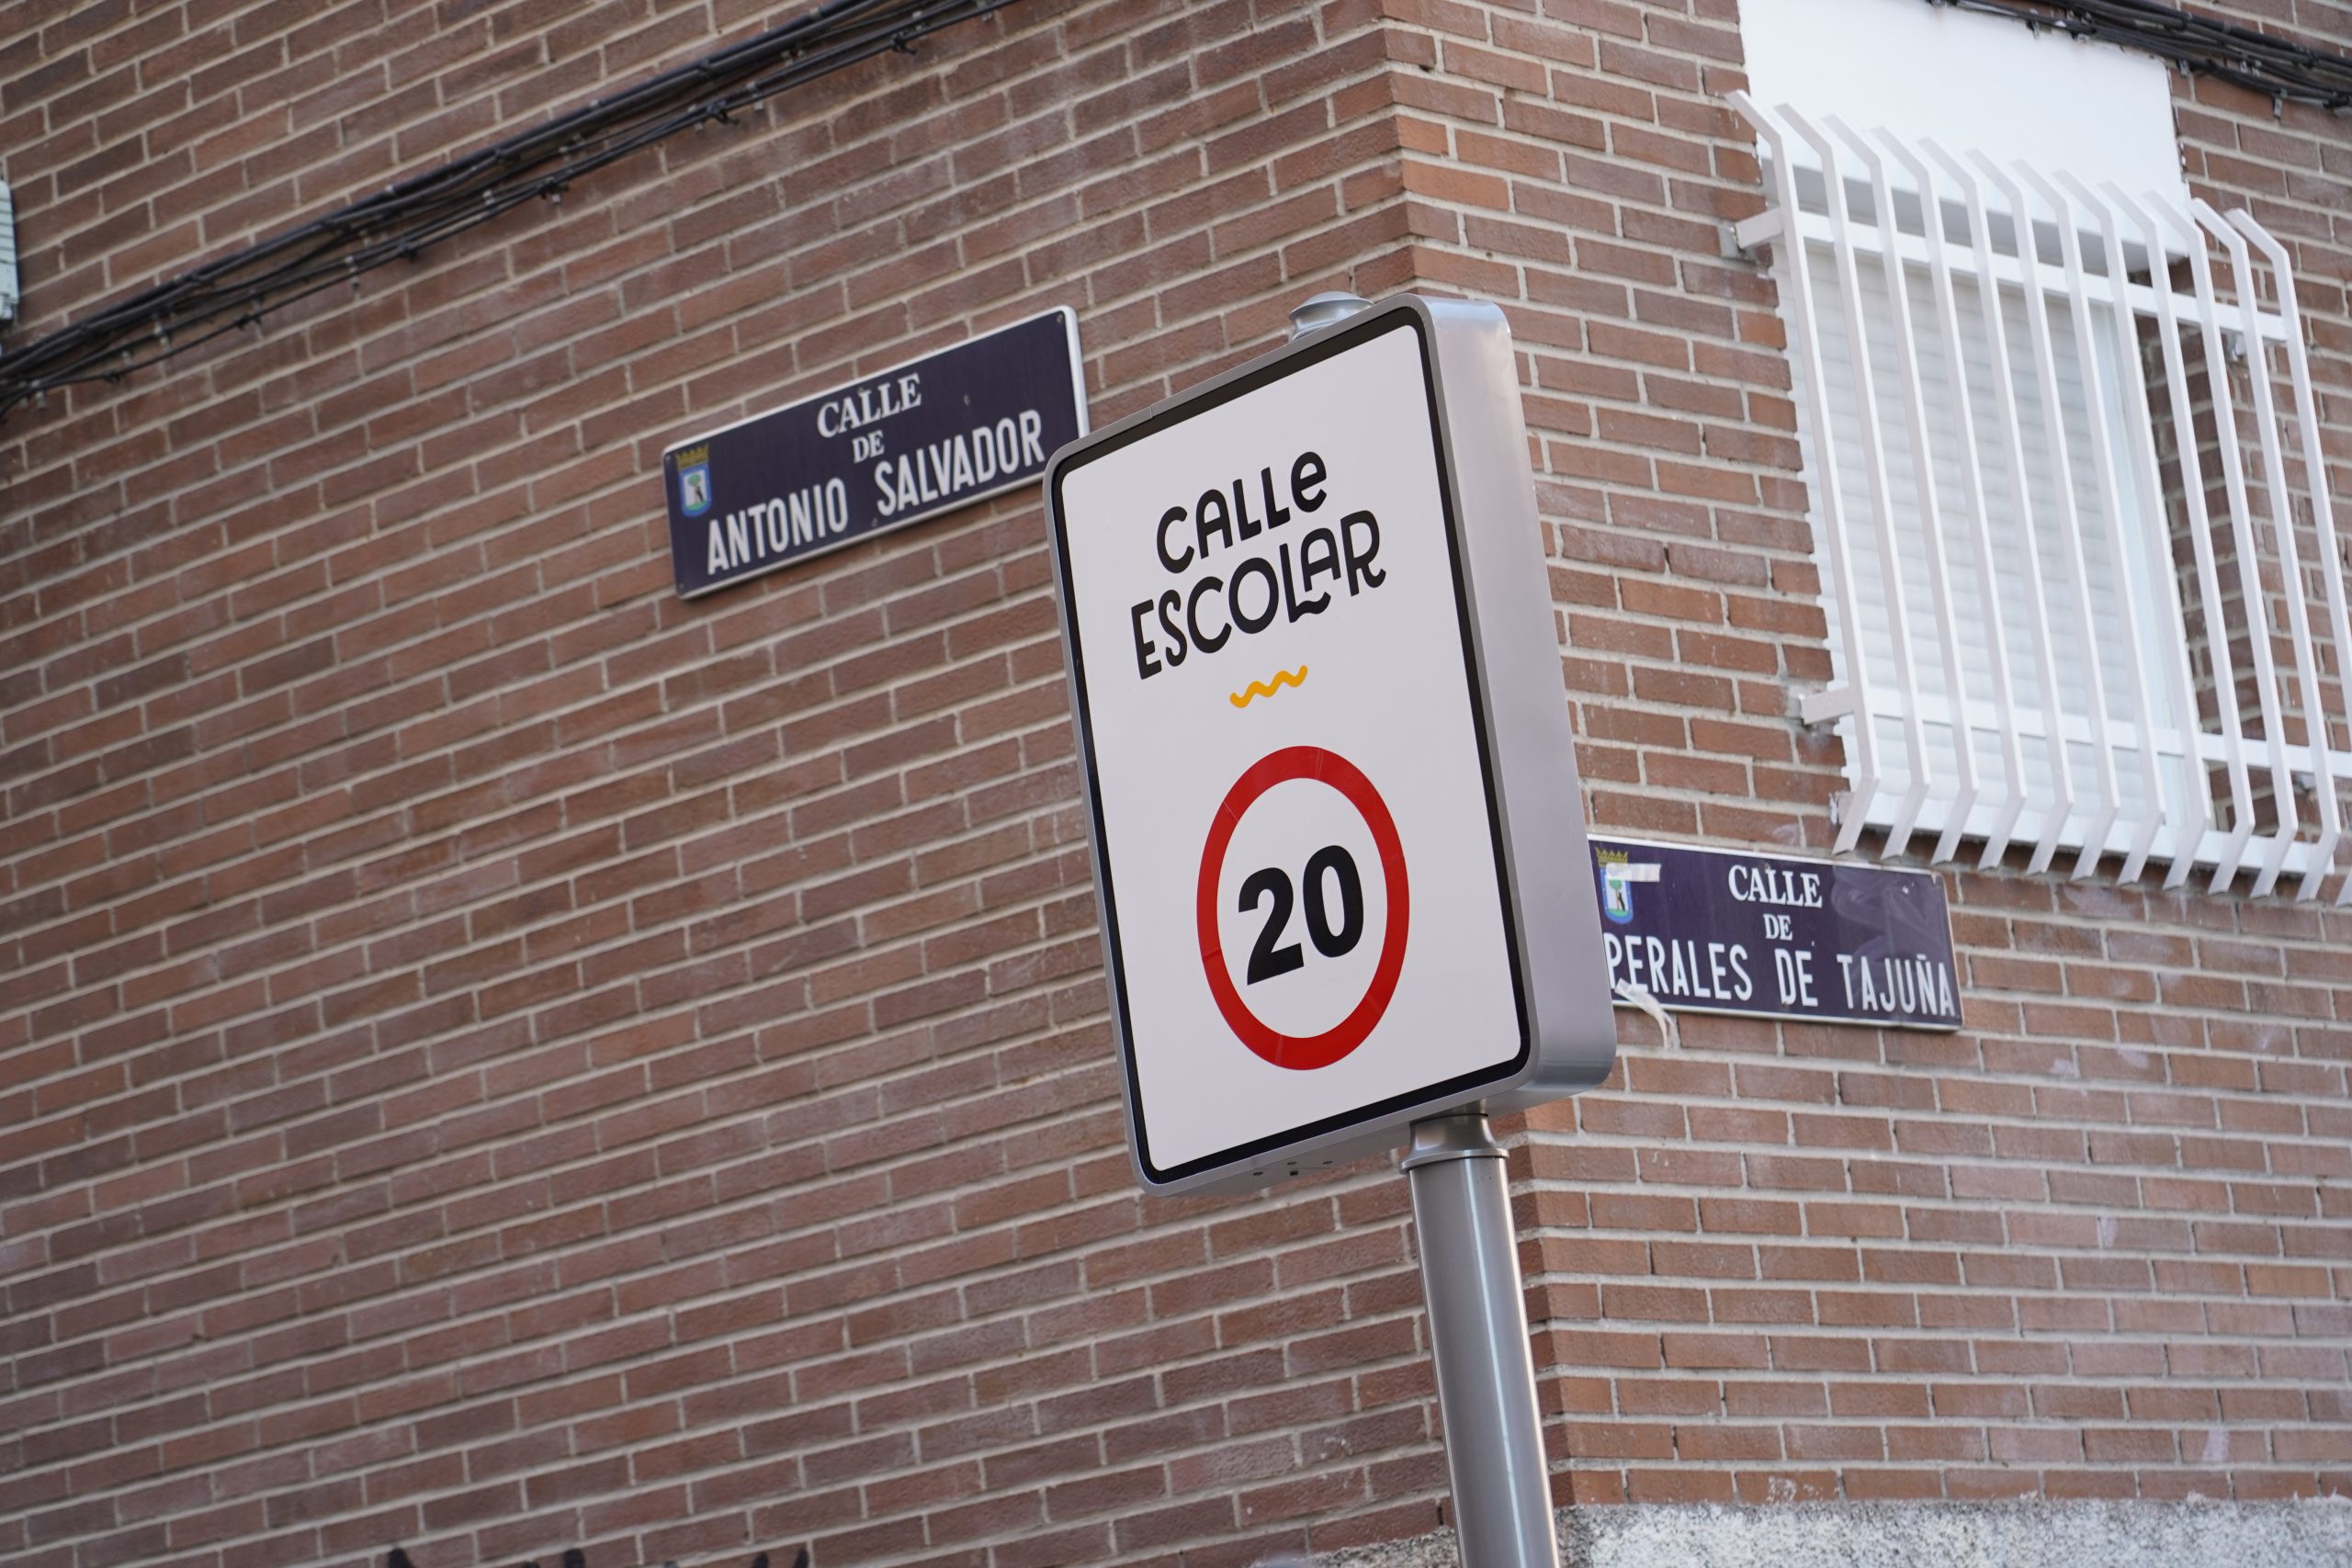 CALLE
DE
ANTONIO SALVADOR
CALLE
ESCOLAR
20
CALLE
DE
PERALES DE TAJUÑA